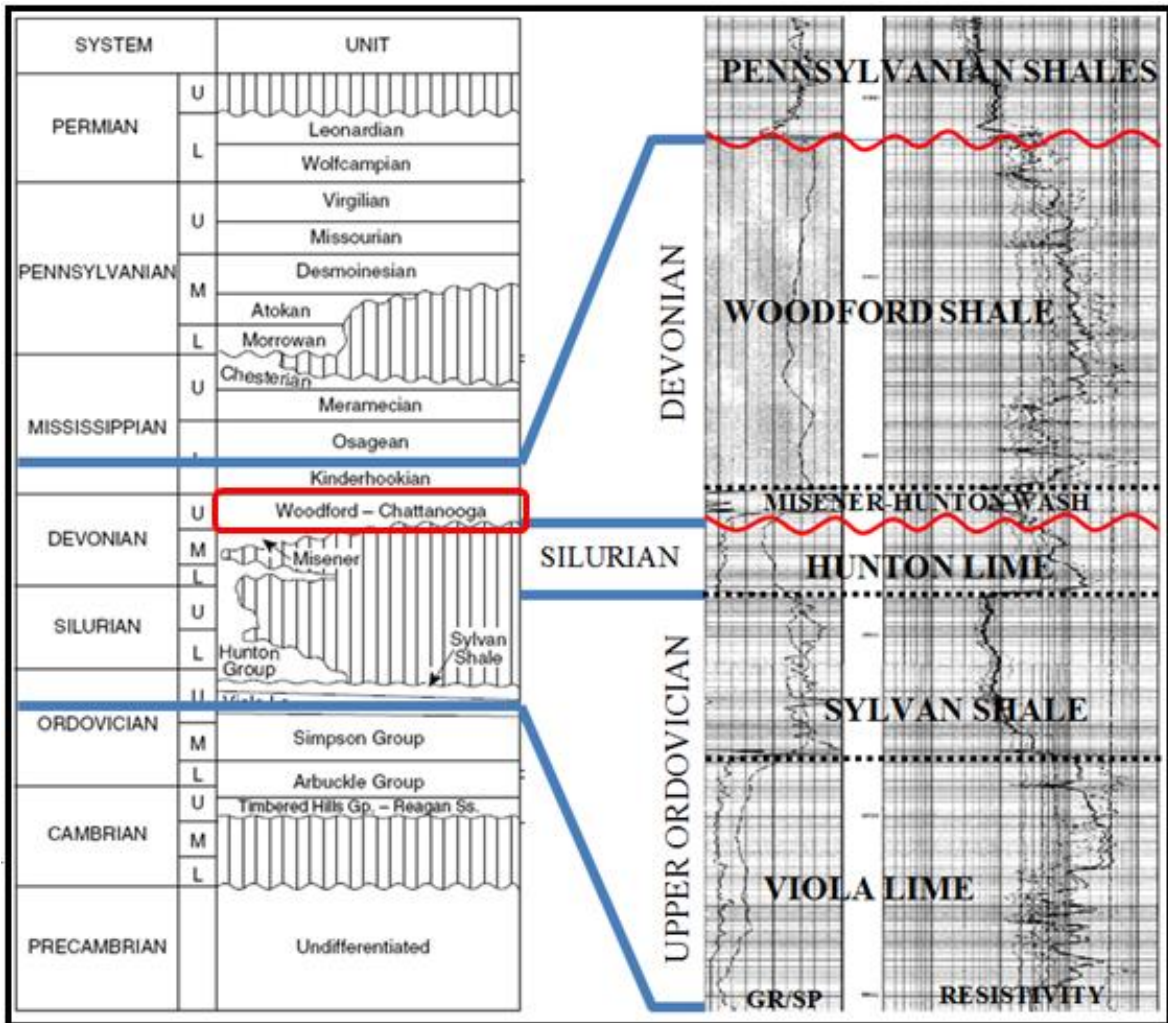 SYSTEM UNIT
PERMIAN
U
L
Leonardian
Wolfcampian
PENNSYLVANIAN
U
M
L
Virgilian
Missourian
Desmoinesian
Atokan
Morrowan
MISSISSIPPIAN
U
Chesterian
Meramecian
Osagean
Kinderhookian
DEVONIAN
U
M
L
Woodford – Chattanooga
Misener
SILURIAN
U
L
Hunton
Group
Sylvan
Shale
ORDOVICIAN
U
M
L
Simpson Group
Arbuckle Group
CAMBRIAN
U
M
L
Timbered Hills Gp. – Reagan Ss.
PRECAMBRIAN
Undifferentiated
DEVONIAN
SILURIAN
UPPER ORDOVICIAN
PENNSYLVANIAN SHALES
WOODFORD SHALE
MISENER-HUNTON WASH
HUNTON LIME
SYLVAN SHALE
VIOLA LIME
GR/SP RESISTIVITY